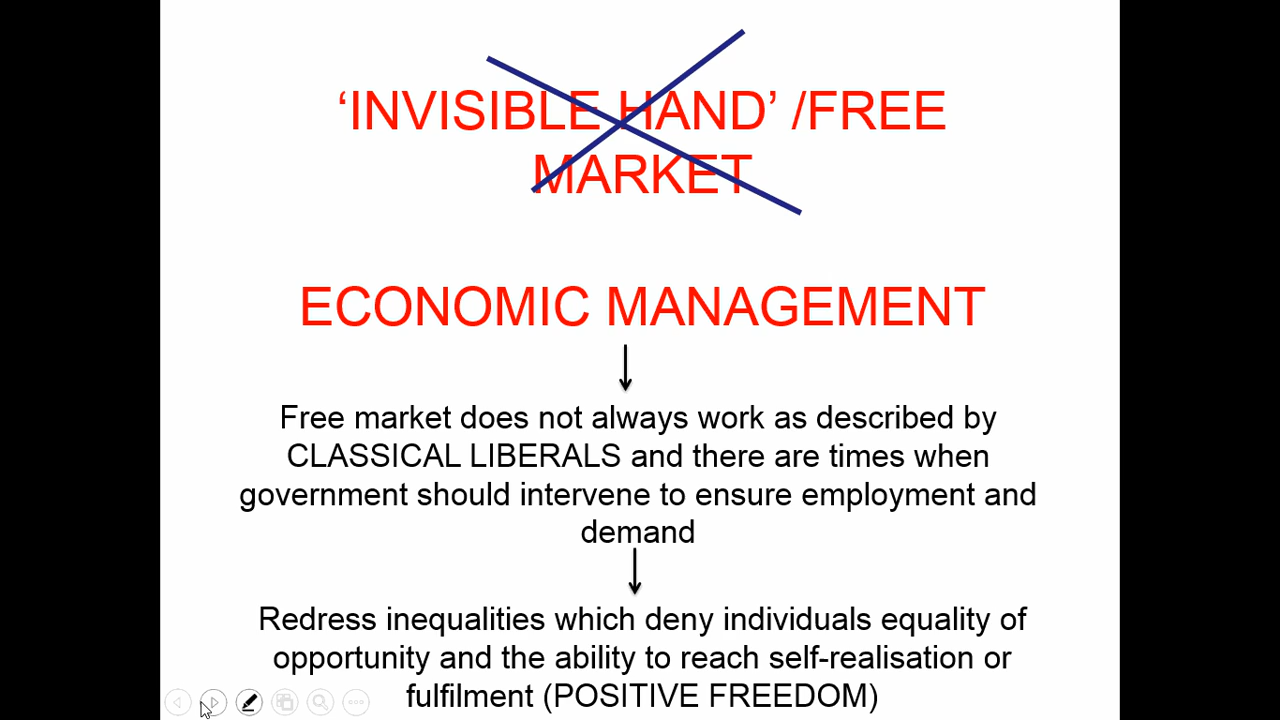 ‘INVISIBLE HAND’ /FREE
MARKET
ECONOMIC MANAGEMENT
Free market does not always work as described by
CLASSICAL LIBERALS and there are times when
government should intervene to ensure employment and
demand
Redress inequalities which deny individuals equality of
opportunity and the ability to reach self-realisation or
fulfilment (POSITIVE FREEDOM)